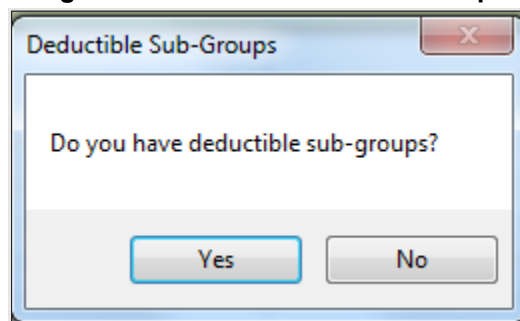 Deductible Sub-Groups
Do you have deductible sub-groups?
Yes
No